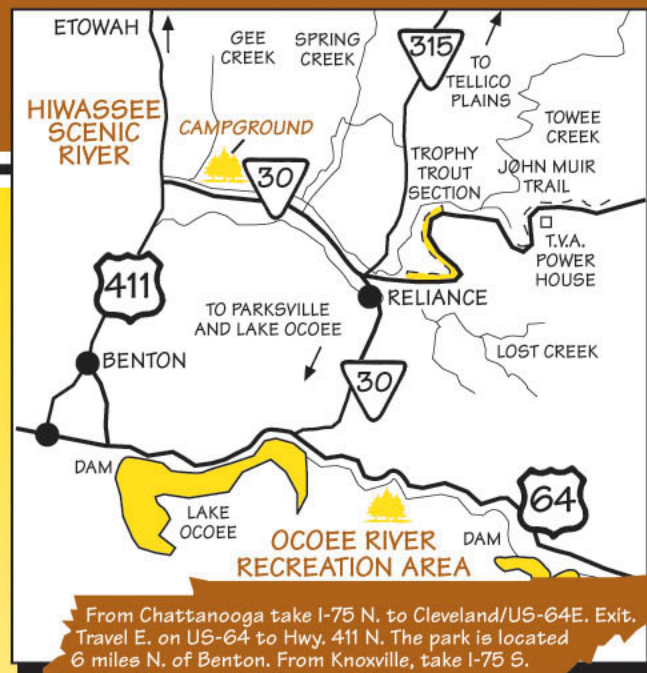 ETOWAH
GEE
CREEK
SPRING
CREEK
315
TO
TELLICO
PLAINS
HIWASSEE
SCENIC
RIVER
CAMPGROUND
30
TOWEE
CREEK
TROPHY
TROUT
SECTION
JOHN MUIR
TRAIL
T.V.A.
POWER
HOUSE
411
TO PARKSVILLE
AND LAKE OCOEE
RELIANCE
BENTON
LOST CREEK
30
DAM
LAKE
OCOEE
64
OCOEE RIVER
RECREATION AREA
DAM
From Chattanooga take I-75 N. to Cleveland/US-64E. Exit.
Travel E. on US-64 to Hwy. 411 N. The park is located
6 miles N. of Benton. From Knoxville, take I-75 S.